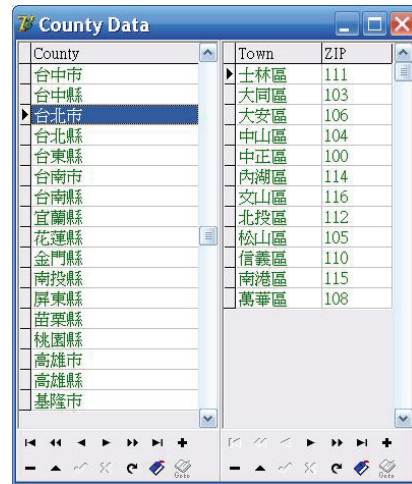 County Data
County
台中市
台中縣
台北市
台北縣
台東縣
台南市
台南縣
宜蘭縣
花蓮縣
金門縣
南投縣
屏東縣
苗栗縣
桃園縣
高雄市
高雄縣
基隆市
Town ZIP
士林區 111
大同區 103
大安區 106
中山區 104
中正區 100
內湖區 114
文山區 116
北投區 112
松山區 105
信義區 110
南港區 115
萬華區 108
Goto
Goto